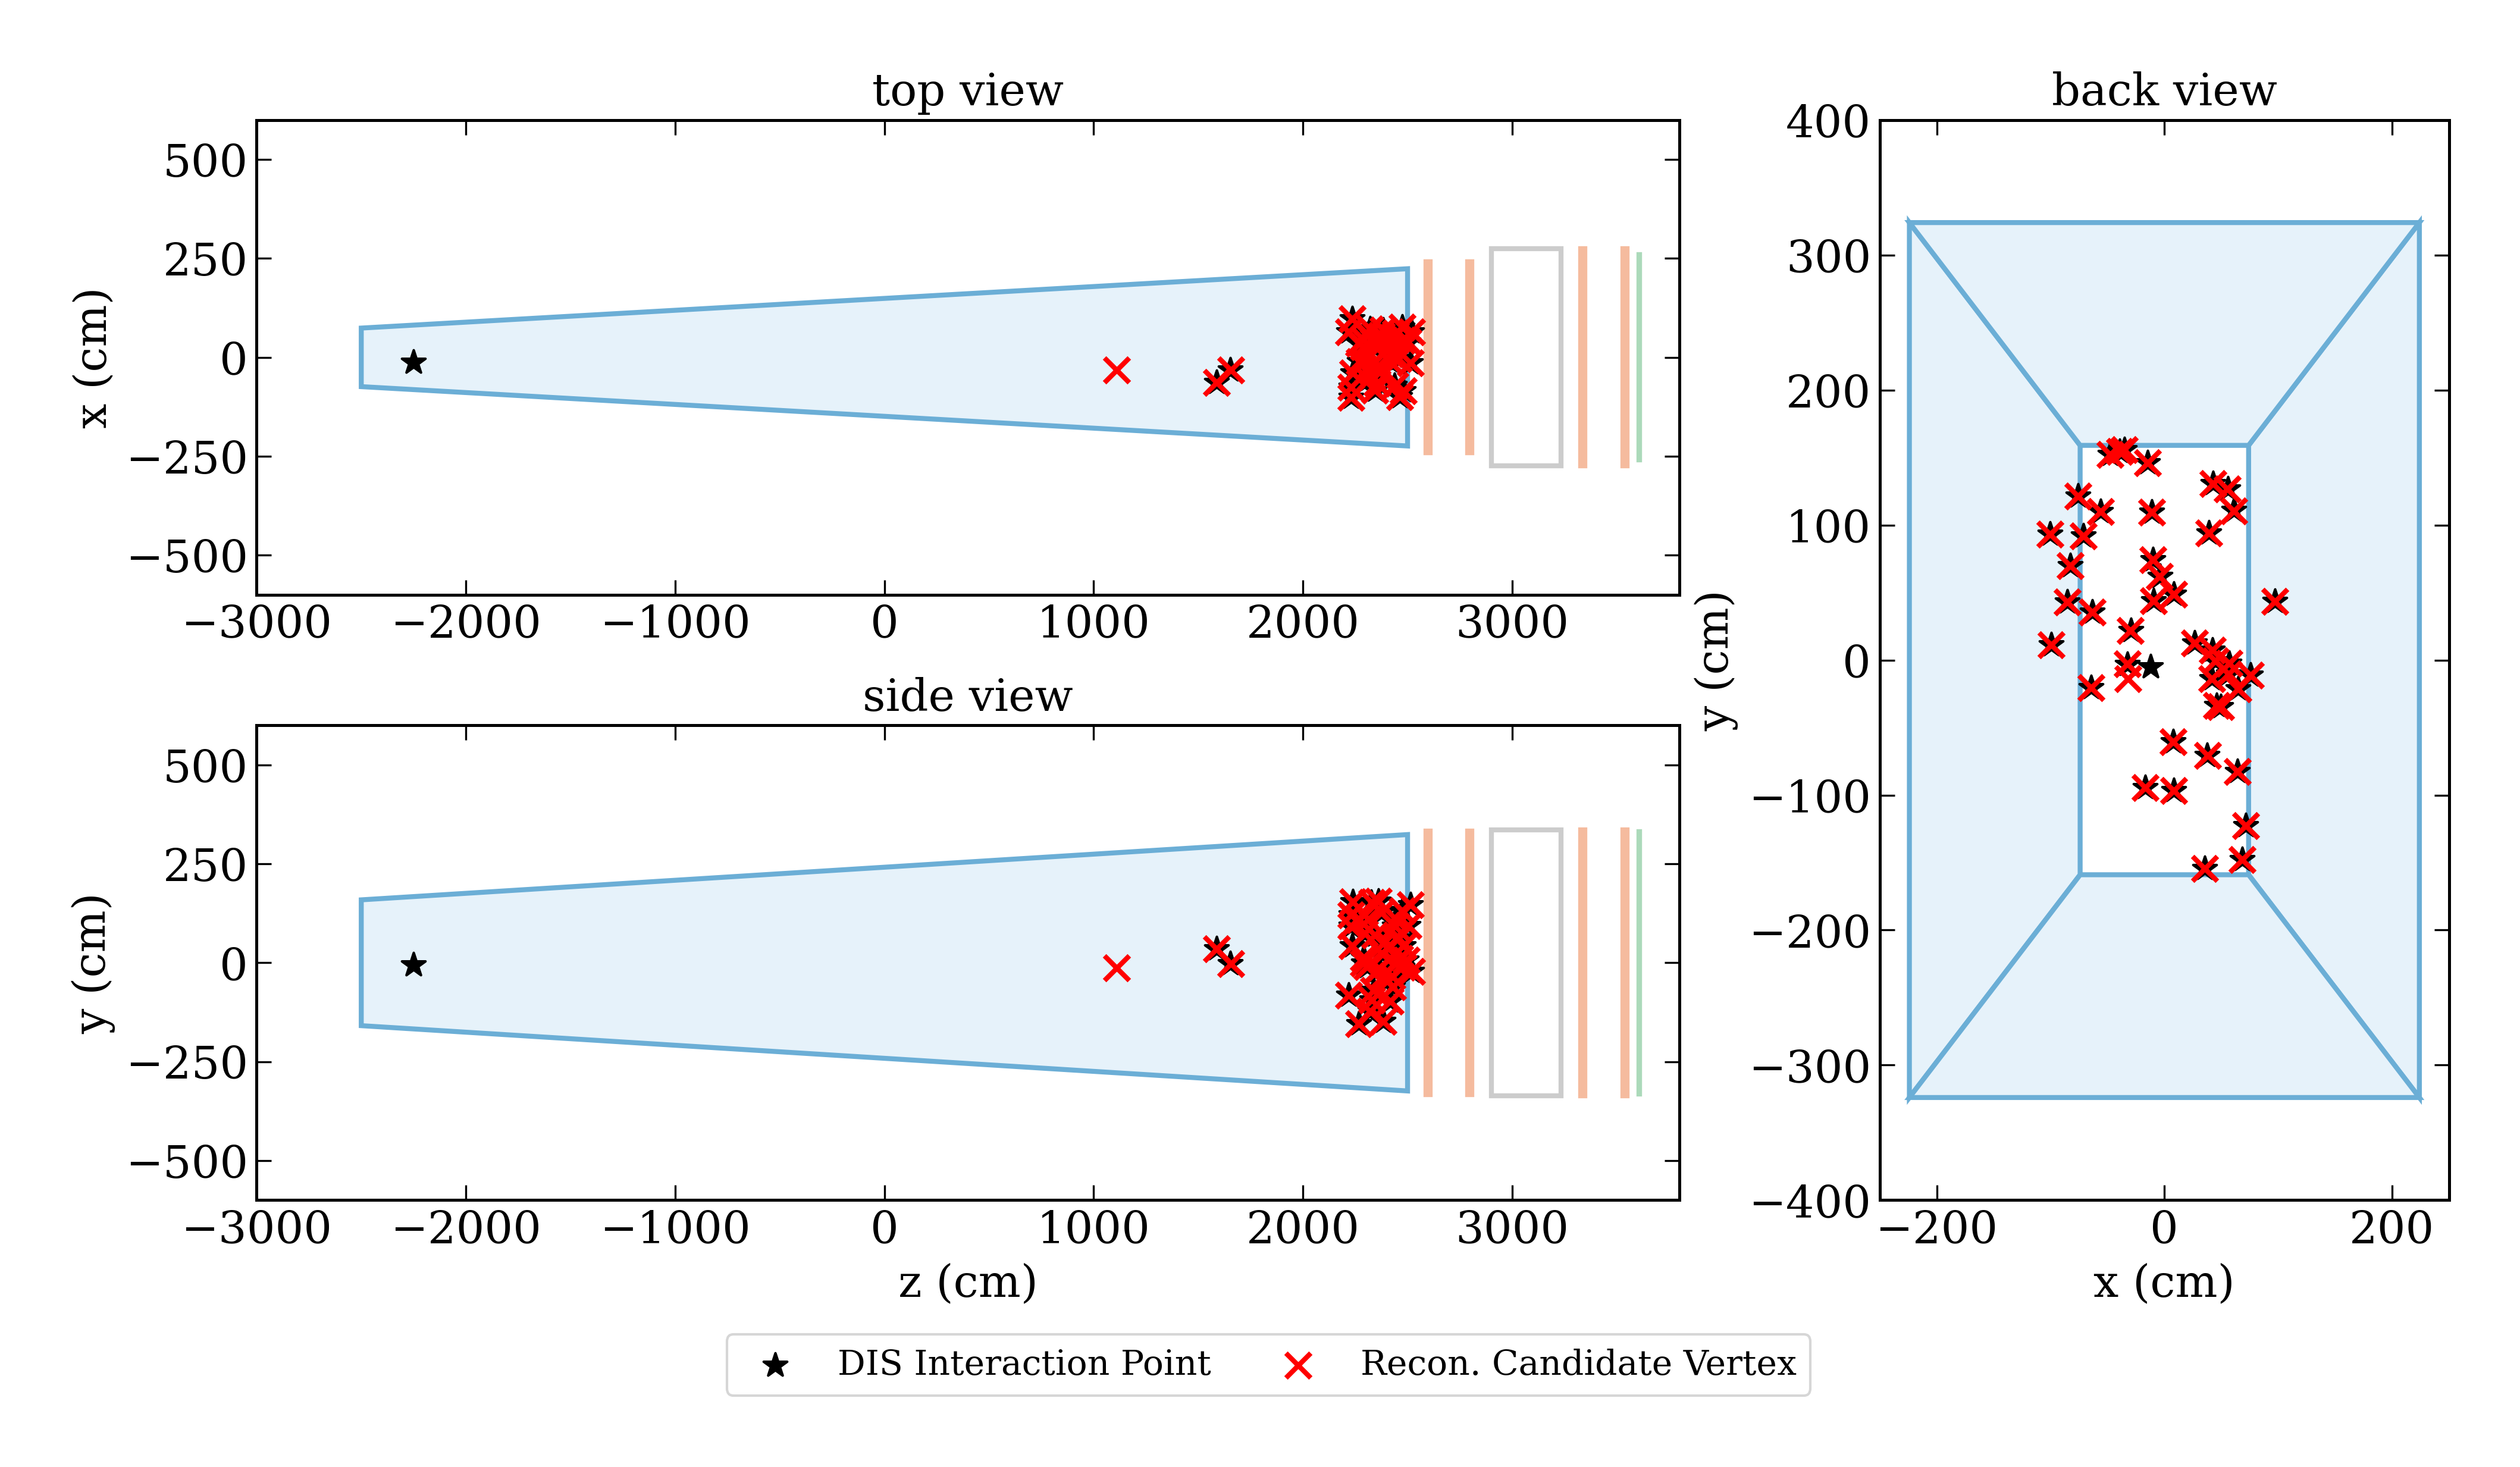 top view
x (cm)
500
250
0
−250
−500
−3000 −2000 −1000 0 1000 2000 3000
side view
y (cm)
500
250
0
−250
−500
−3000 −2000 −1000 0 1000 2000 3000
z (cm)
back view
y (cm)
400
300
200
100
0
−100
−200
−300
−400
−200 0 200
x (cm)
DIS Interaction Point Recon. Candidate Vertex